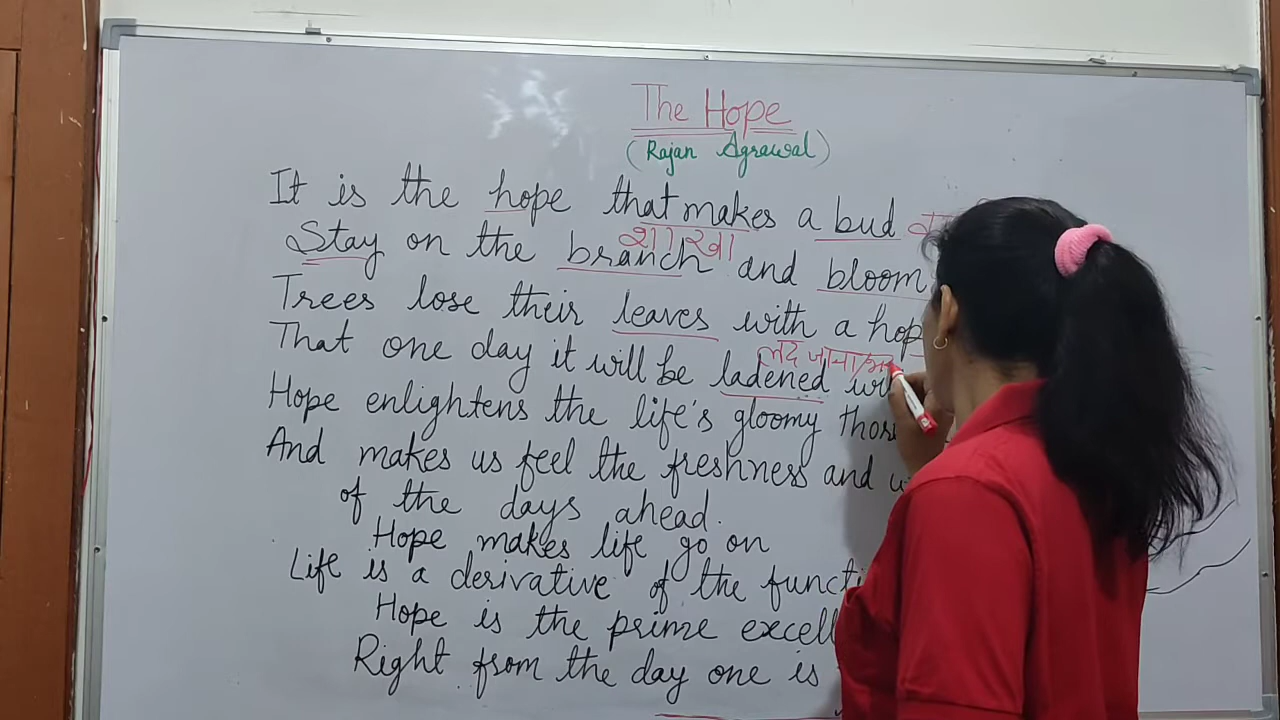 The Hope
(Rajan Agrawal)
It is the hope that makes a bud
शाखा
Stay on the branch and bloom
Trees lose their leaves with a hop
लद जाना/
That one day it will be ladened
Hope enlightens the life's gloomy
And makes us feel the freshness and
of the days ahead.
Hope makes life go on
Life is a derivative of the
Hope is the prime
Right from the day one is